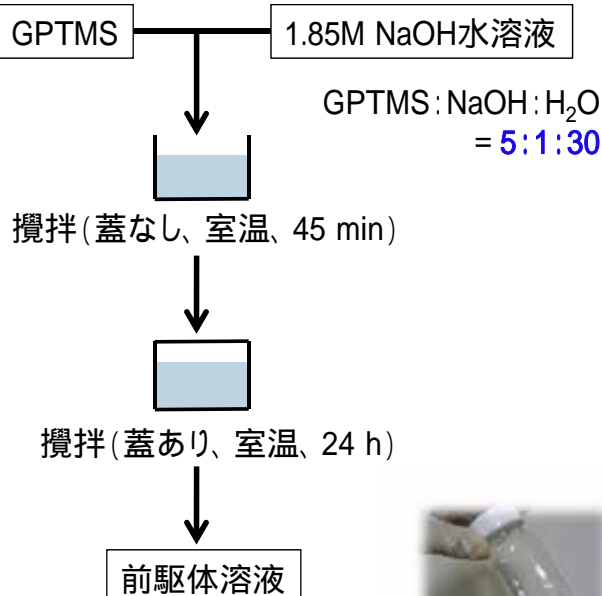 GPTMS
1.85M NaOH水溶液
GPTMS:NaOH:H₂O
= 5:1:30
攪拌(蓋なし、室温、45 min)
攪拌(蓋あり、室温、24 h)
前駆体溶液